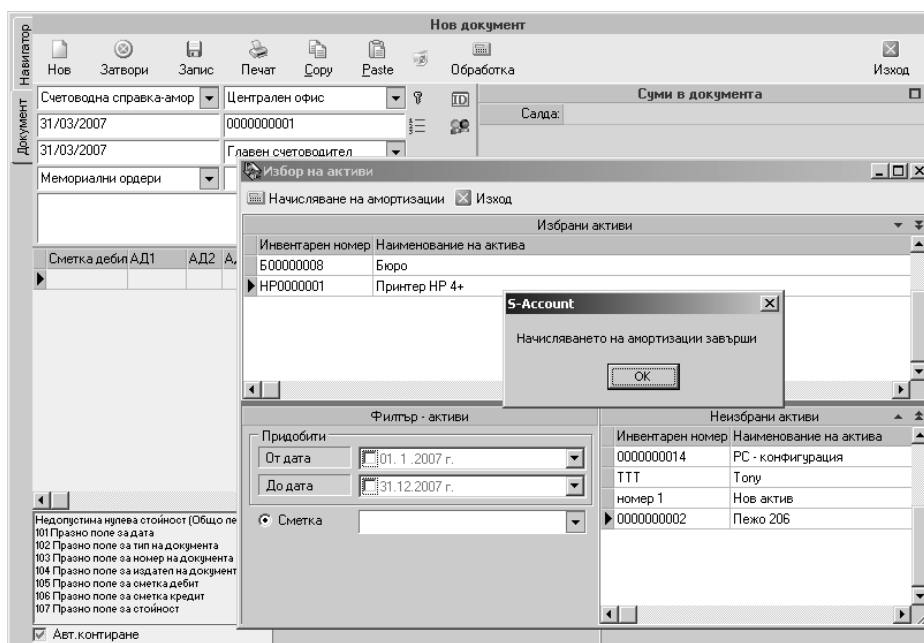 Нов документ
Навигатор
Документ
Нов
Затвори
Запис
Печат
Copy
Paste
Обработка
Изход
Счетоводна справка-амор
Централен офис
ID
Суми в документа
31/03/2007
0000000001
Салда:
31/03/2007
Главен счетоводител
Мемориални ордери
Избор на активи
Начисляване на амортизации
Изход
Избрани активи
Инвентарен номер
Наименование на актива
Сметка дебит
АД1
АД2
Б00000008
Бюро
HP0000001
Принтер HP 4+
S-Account
Начисляването на амортизации завърши
OK
Филтър - активи
Неизбрани активи
Придобити
От дата
01. 1 .2007 г.
До дата
31.12.2007 г.
Сметка
Инвентарен номер
Наименование на актива
0000000014
PC - конфигурация
TTT
Tony
номер 1
Нов актив
0000000002
Пежо 206
Недопустима нулева стойност (Общо ле
101 Празно поле за дата
102 Празно поле за тип на документа
103 Празно поле за номер на документа
104 Празно поле за издател на документ
105 Празно поле за сметка дебит
106 Празно поле за сметка кредит
107 Празно поле за стойност
Авт.контиране